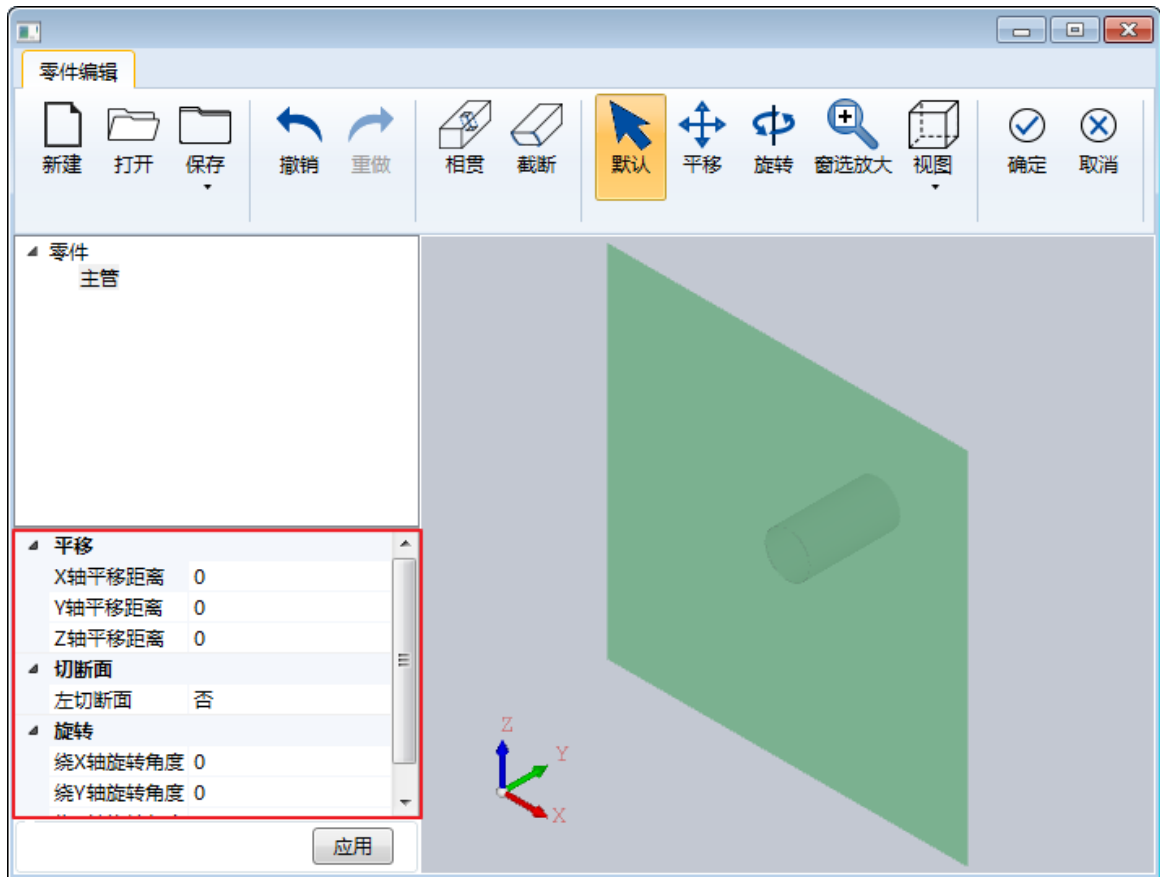 零件编辑
新建 打开 保存 撤销 重做 相贯 截断 默认 平移 旋转 窗选放大 视图 确定 取消
零件
主管
平移
X轴平移距离 0
Y轴平移距离 0
Z轴平移距离 0
切断面
左切断面 否
旋转
绕X轴旋转角度 0
绕Y轴旋转角度 0
应用
Z
Y
X